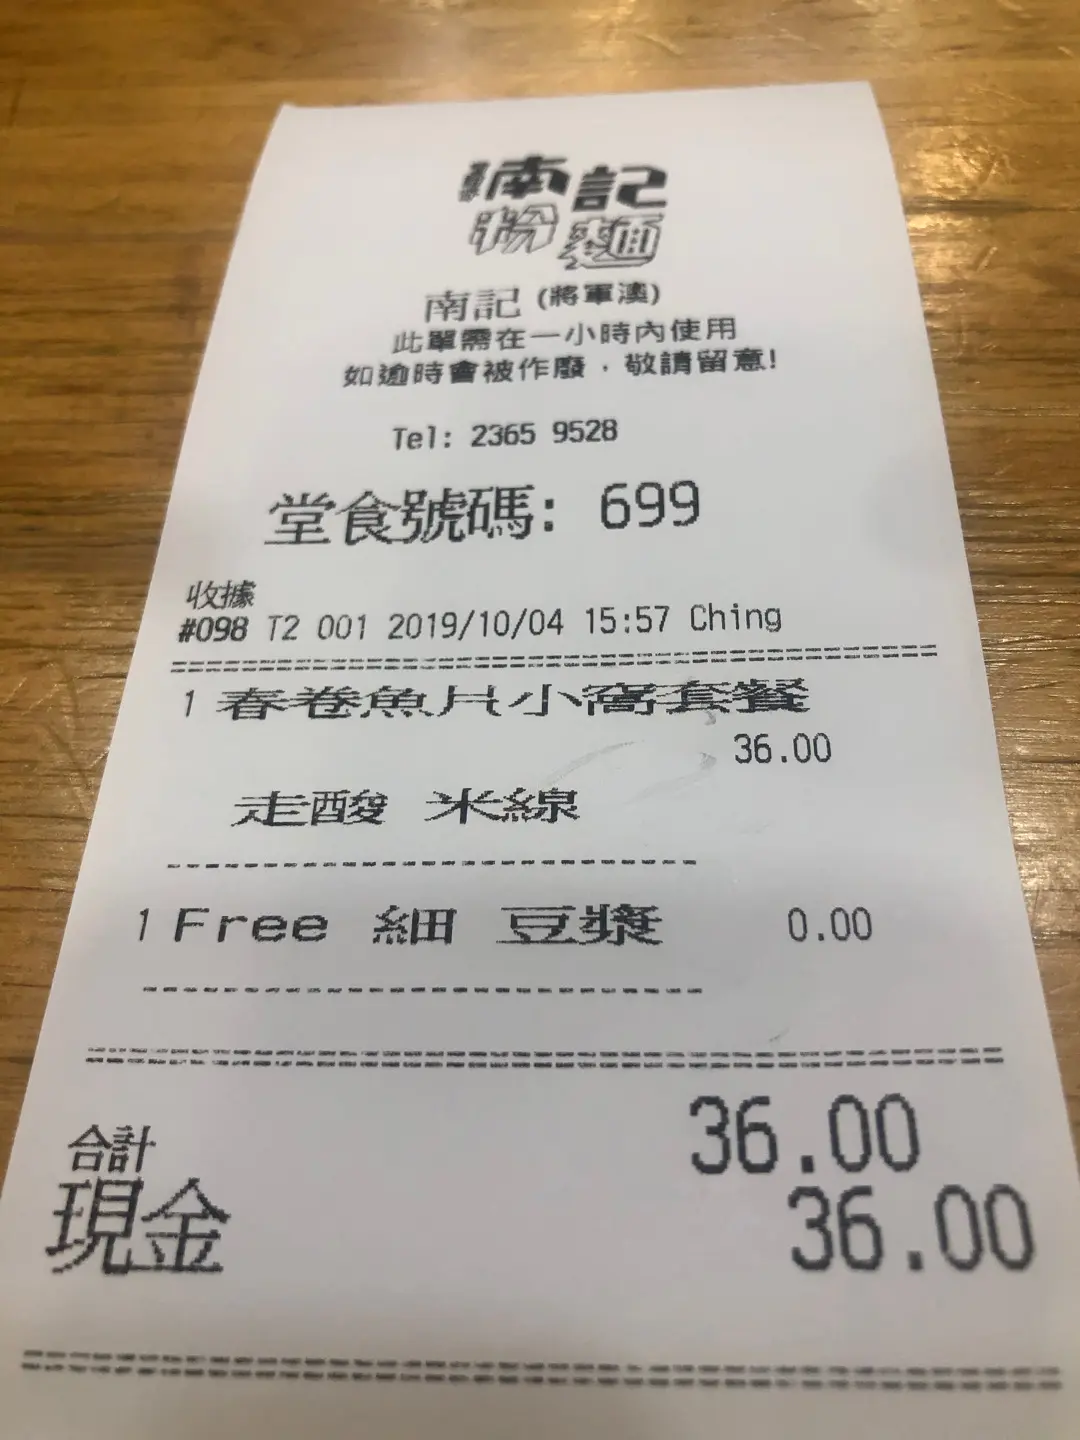 南記
粉麵
南記 (將軍澳)
此單需在一小時內使用
如逾時會被作廢，敬請留意!
Tel: 2365 9528
堂食號碼: 699
收據
#098 T2 001 2019/10/04 15:57 Ching
1 春卷魚片小窩套餐
36.00
走酸 米線
1 Free 細 豆漿 0.00
合計 36.00
現金 36.00